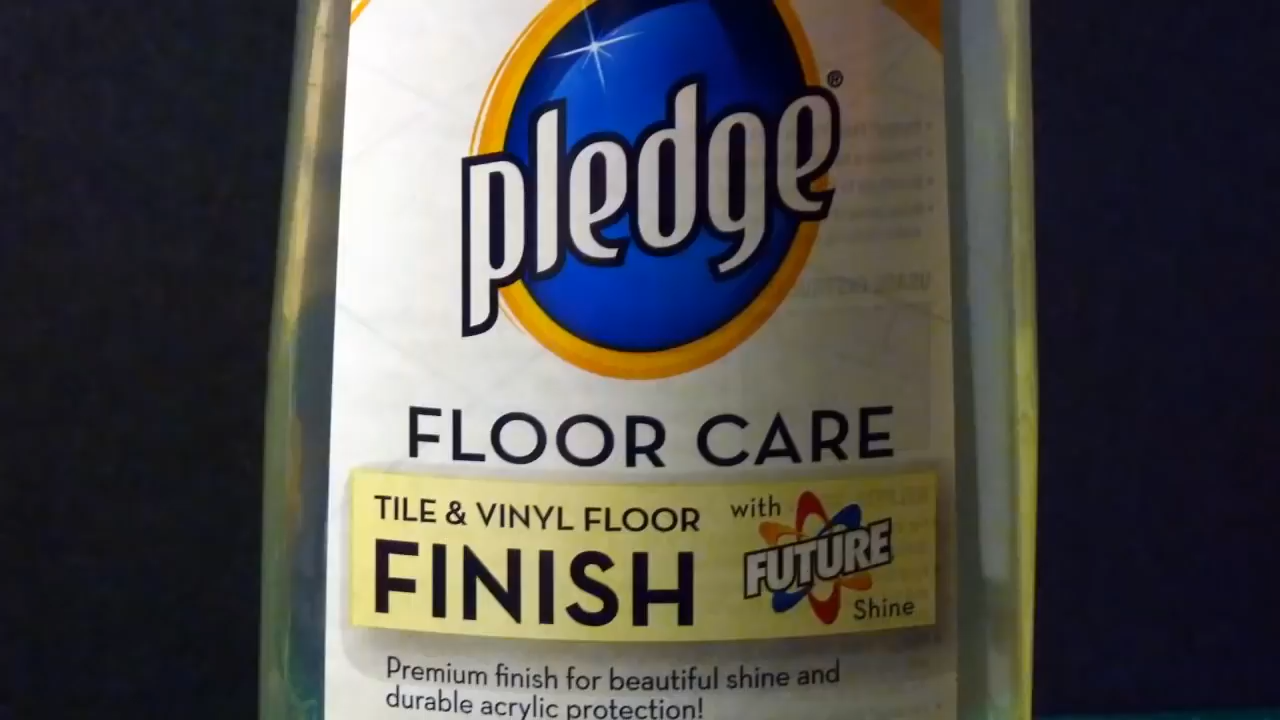 pledge®
FLOOR CARE
TILE & VINYL FLOOR
FINISH
with
FUTURE
Shine
Premium finish for beautiful shine and
durable acrylic protection!